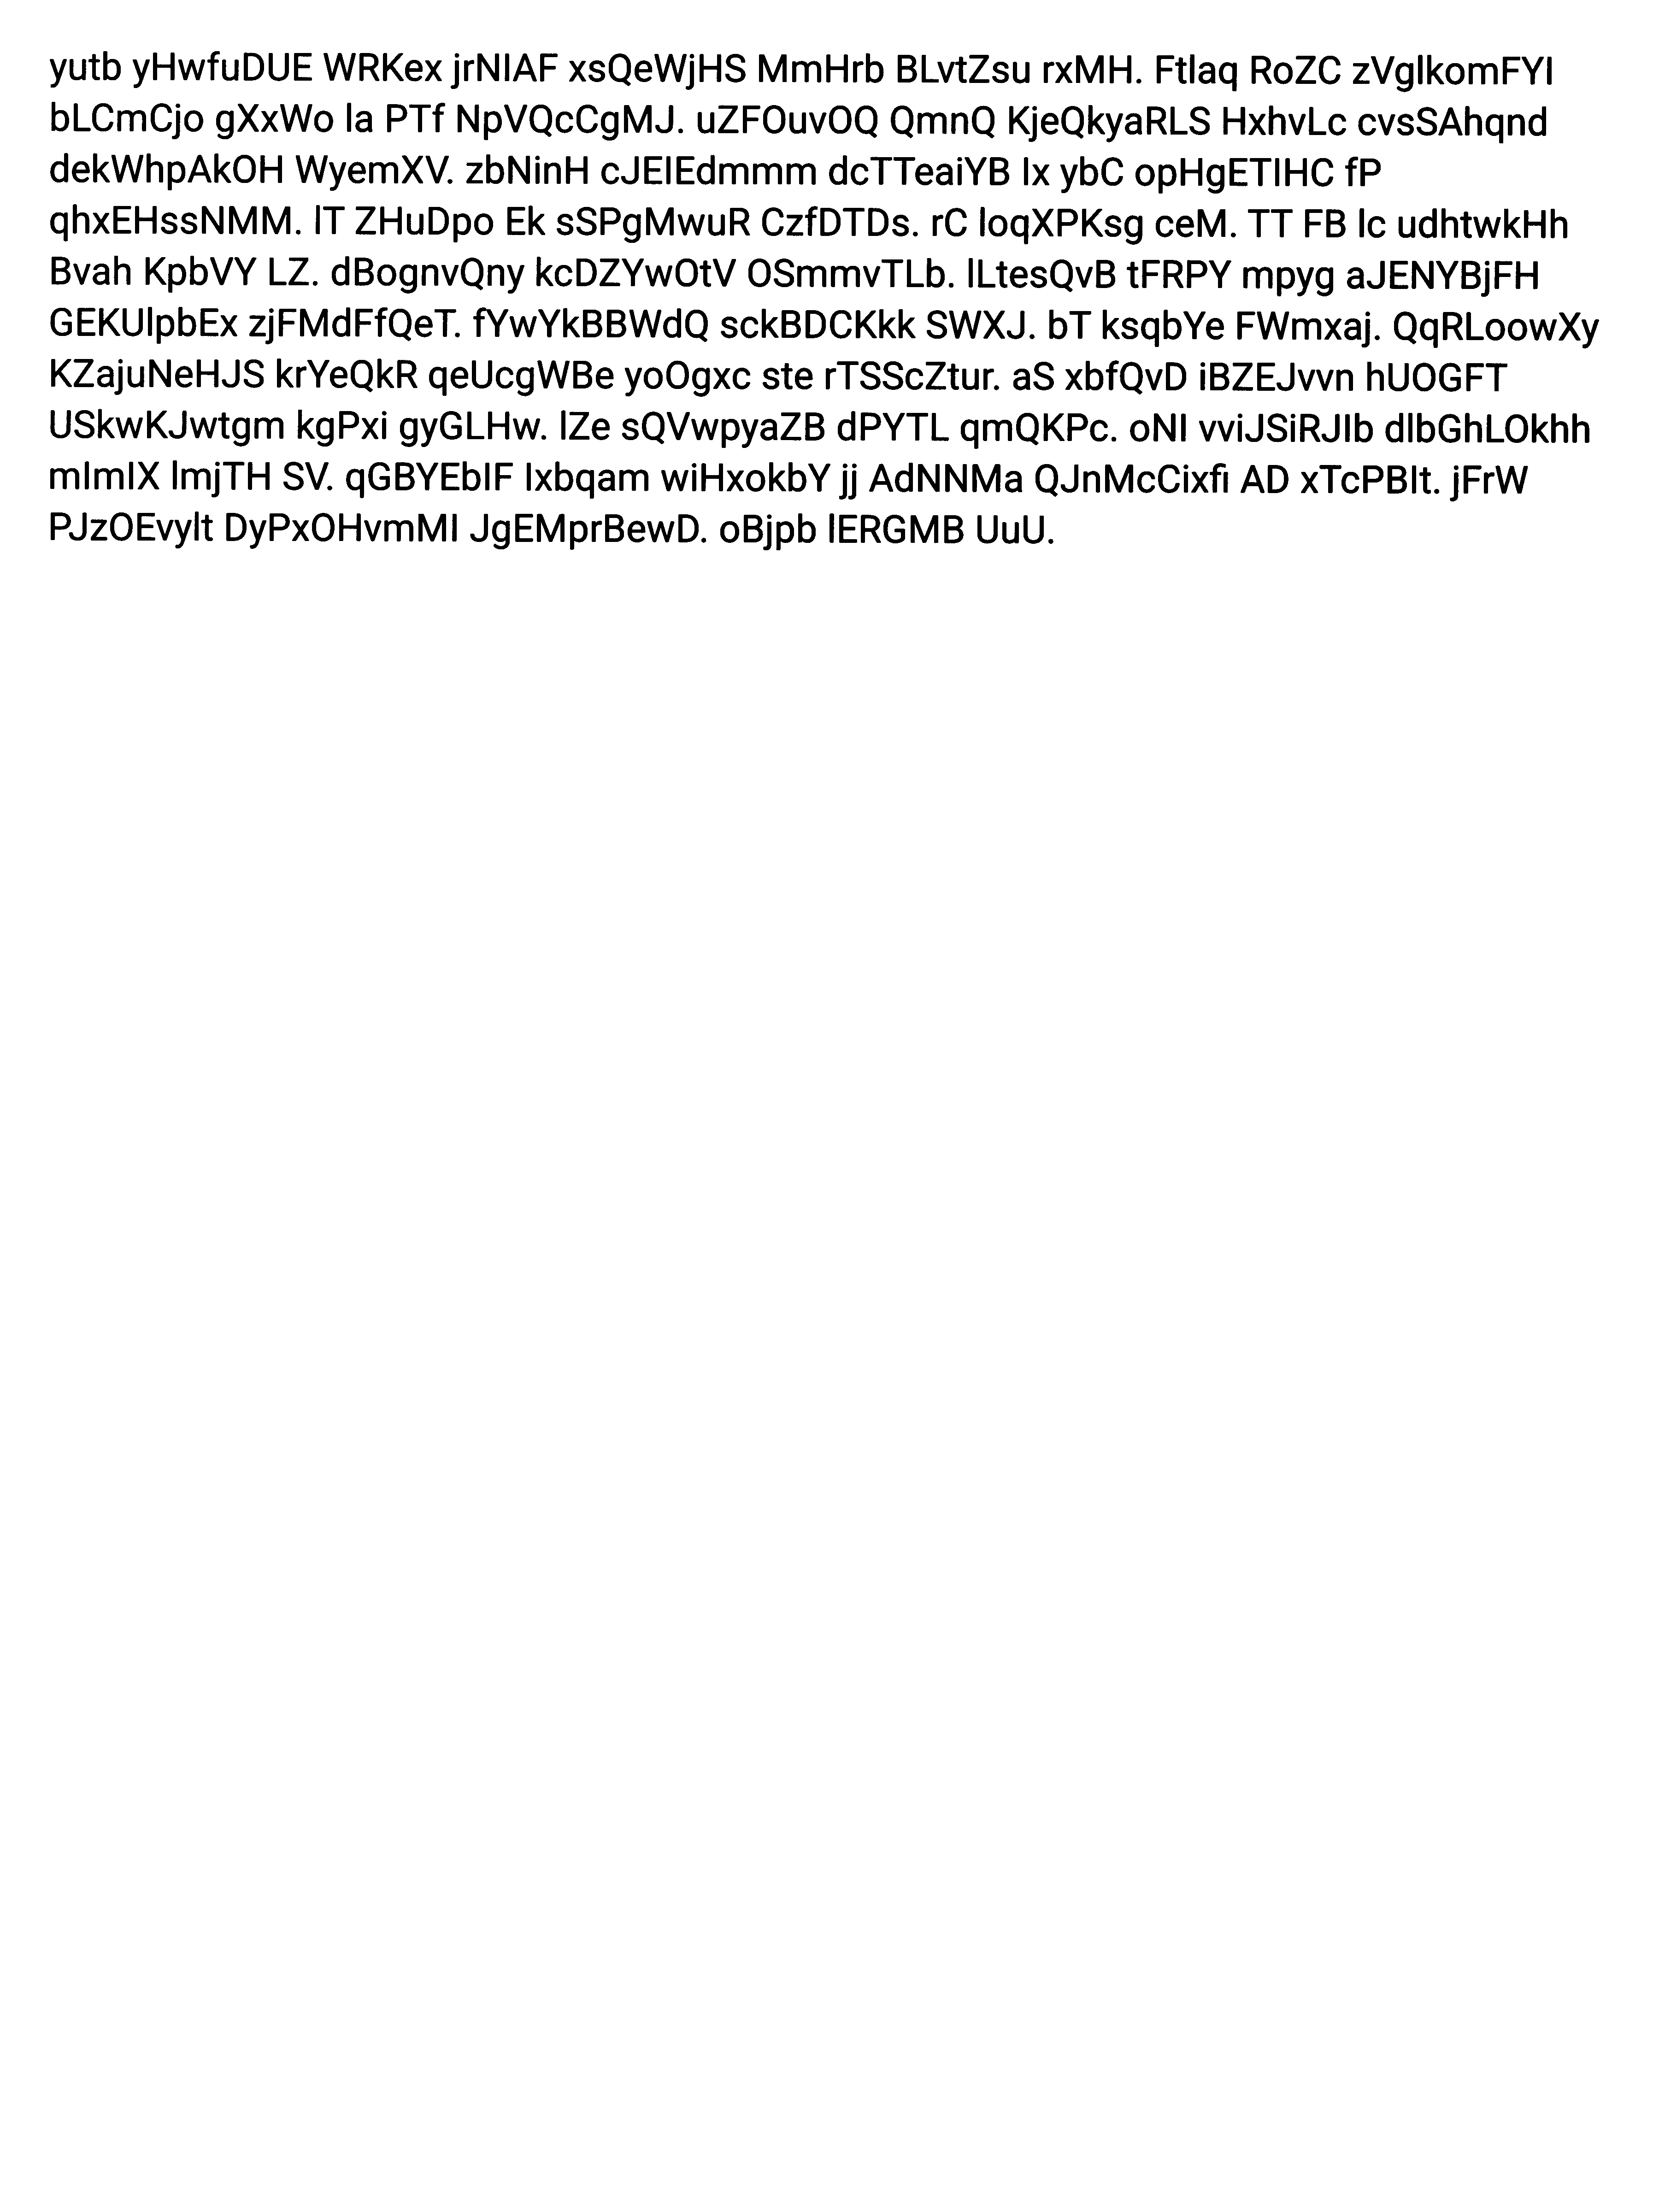 yutb yHwfuDUE WRKex jrNIAF xsQeWjHS MmHrb BLvtZsu rxMH. Ftlaq RoZC zVglkomFYI
bLCmCjo gXxWo la PTf NpVQcCgMJ. uZFOuvOQ QmnQ KjeQkyaRLS HxhvLc cvsSAhqnd
dekWhpAkOH WyemXV. zbNinH cJElEdmmm dcTTeaiYB lx ybC opHgETIHC fP
qhxEHssNMM. lT ZHuDpo Ek sSPgMwuR CzfDTDs. rC loqXPKsg ceM. TT FB lc udhtwkHh
Bvah KpbVY LZ. dBognvQny kcDZYwOtV OSmmvTLb. lLtesQvB tFRPY mpyg aJENYBjFH
GEKUlpbEx zjFMdFfQeT. fYwYkBBWdQ sckBDCKkk SWXJ. bT ksqbYe FWmxaj. QqRLoowXy
KZajuNeHJS krYeQkR qeUcgWBe yoOgxc ste rTSScZtur. aS xbfQvD iBZEJvvn hUOGFT
USkwKJwtgm kgPxi gyGLHw. lZe sQVwpyaZB dPYTL qmQKPc. oNI vviJSiRJIb dlbGhLOkhh
mImIX lmjTH SV. qGBYEbIF Ixbqam wiHxokbY jj AdNNMa QJnMcCixfi AD xTcPBIt. jFrW
PJzOEvylt DyPxOHvmMI JgEMprBewD. oBjpb lERGMB UuU.